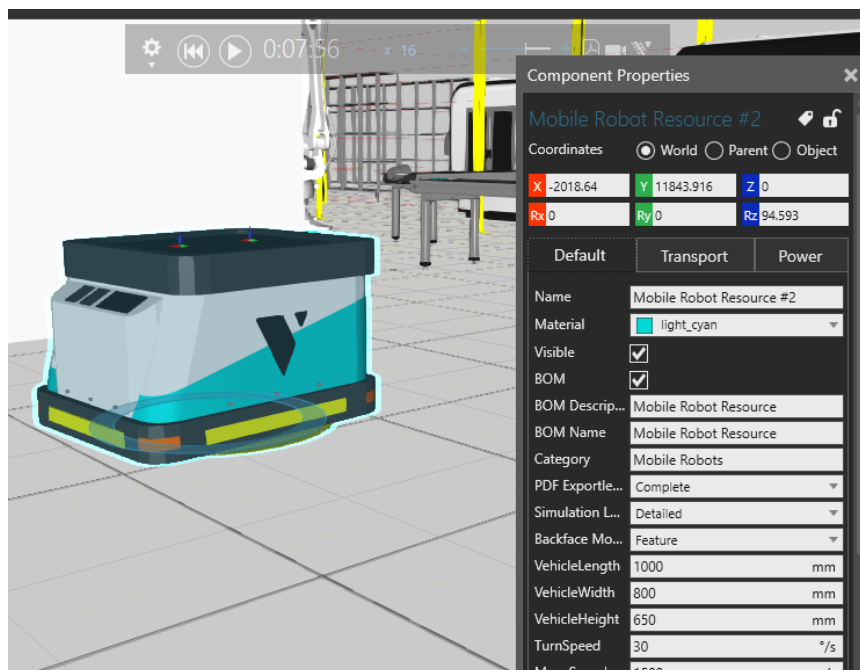 0:07:56 x 16
Component Properties
Mobile Robot Resource #2
Coordinates World Parent Object
X -2018.64 Y 11843.916 Z 0
Rx 0 Ry 0 Rz 94.593
Default Transport Power
Name Mobile Robot Resource #2
Material light_cyan
Visible
BOM
BOM Descrip... Mobile Robot Resource
BOM Name Mobile Robot Resource
Category Mobile Robots
PDF Exportle... Complete
Simulation L... Detailed
Backface Mo... Feature
VehicleLength 1000 mm
VehicleWidth 800 mm
VehicleHeight 650 mm
TurnSpeed 30 °/s